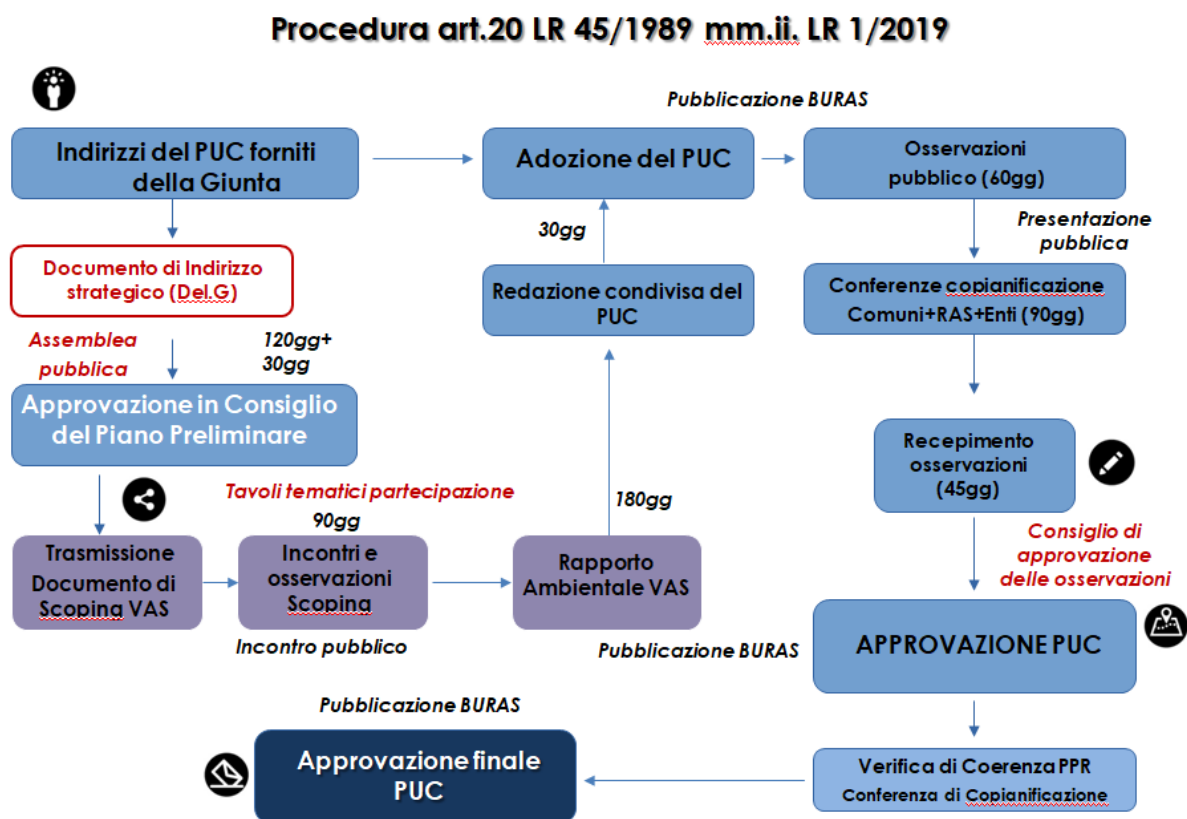 Procedura art.20 LR 45/1989 mm.ii. LR 1/2019
Pubblicazione BURAS
Indirizzi del PUC forniti
della Giunta
Adozione del PUC
Osservazioni
pubblico (60gg)
Documento di Indirizzo
strategico (Del.G)
30gg
Presentazione
pubblica
Redazione condivisa del
PUC
Conferenze copianificazione
Comuni+RAS+Enti (90gg)
Assemblea
pubblica
120gg+
30gg
Approvazione in Consiglio
del Piano Preliminare
Recepimento
osservazioni
(45gg)
Tavoli tematici partecipazione
90gg
180gg
Consiglio di
approvazione
delle osservazioni
Trasmissione
Documento di
Scoping VAS
Incontri e
osservazioni
Scoping
Rapporto
Ambientale VAS
Incontro pubblico
Pubblicazione BURAS
APPROVAZIONE PUC
Pubblicazione BURAS
Approvazione finale
PUC
Verifica di Coerenza PPR
Conferenza di Copianificazione